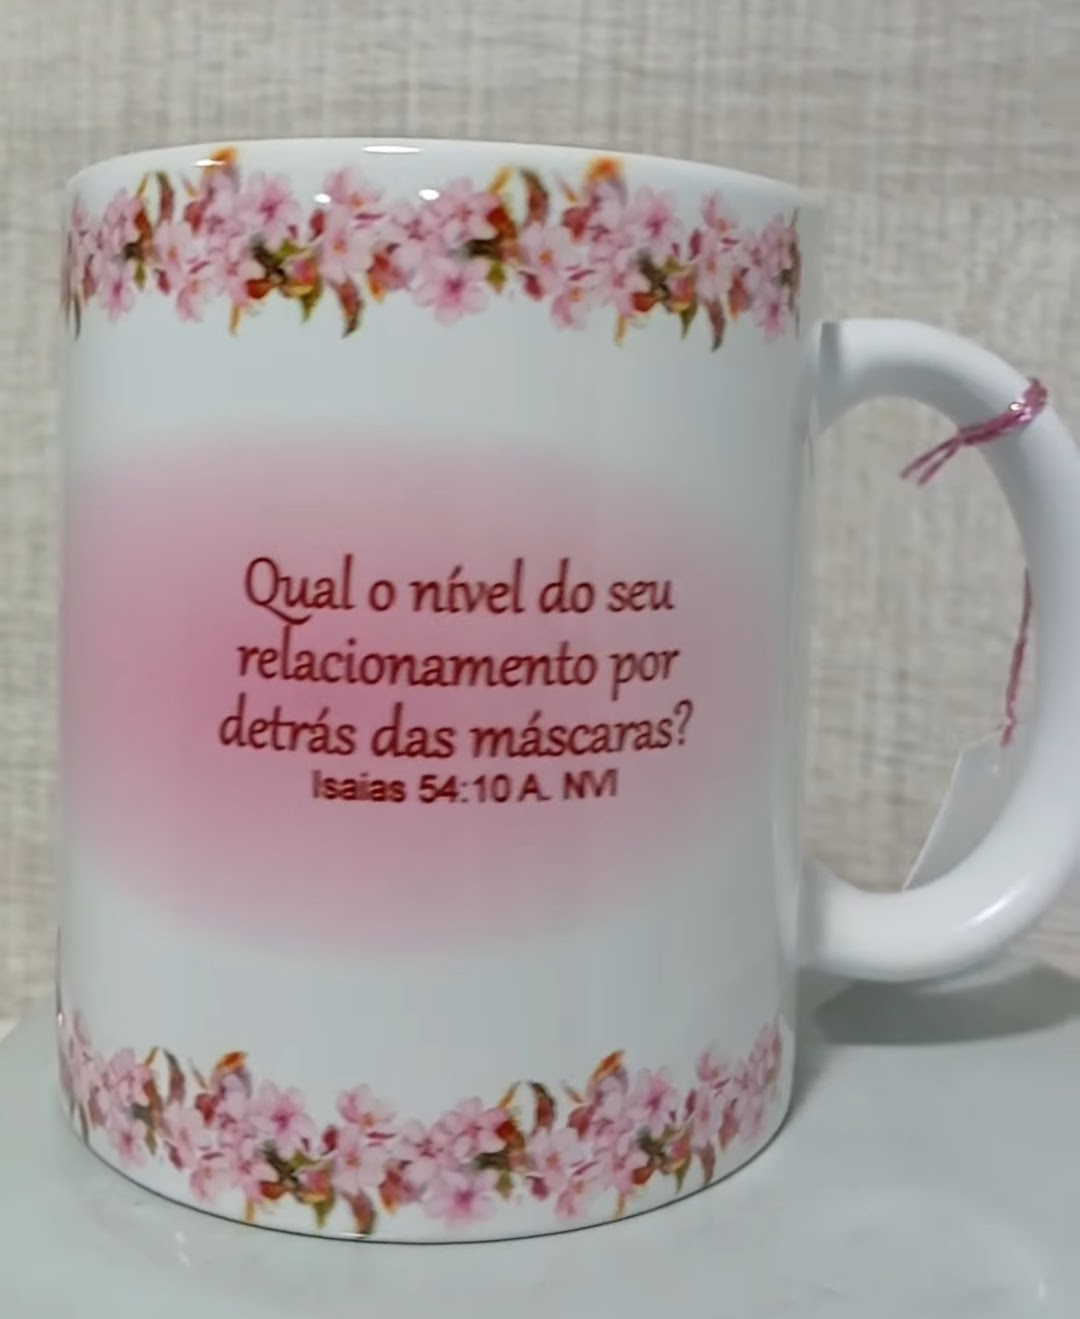 Qual o nível do seu
relacionamento por
detrás das máscaras?
Isaias 54:10 A. NVI